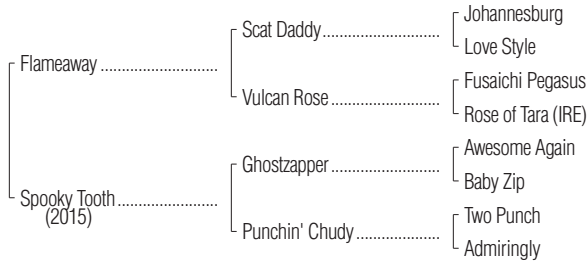 Johannesburg
Scat Daddy
Love Style
Flameaway
Fusaichi Pegasus
Vulcan Rose
Rose of Tara (IRE)
Awesome Again
Ghostzapper
Baby Zip
Spooky Tooth
(2015)
Two Punch
Punchin' Chudy
Admiringly